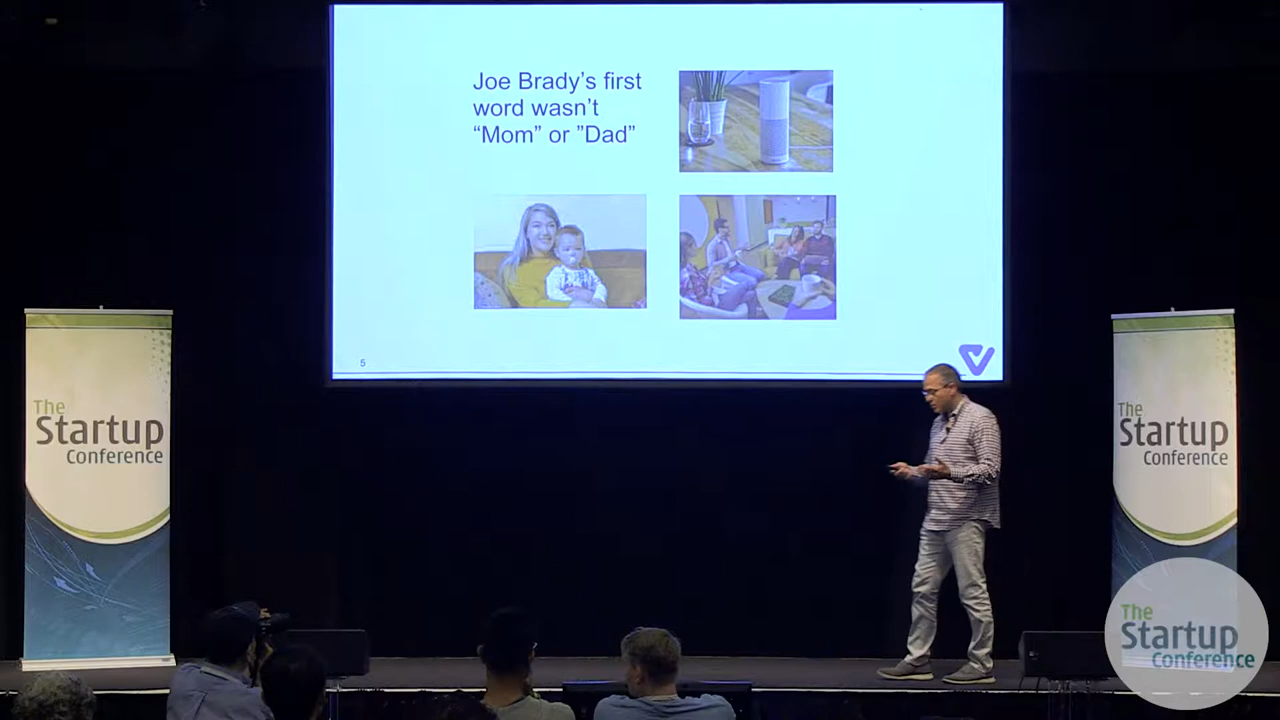 Joe Brady’s first
word wasn’t
“Mom” or ”Dad”
5
The
Startup
Conference
The
Startup
Conference
The
Startup
Conference